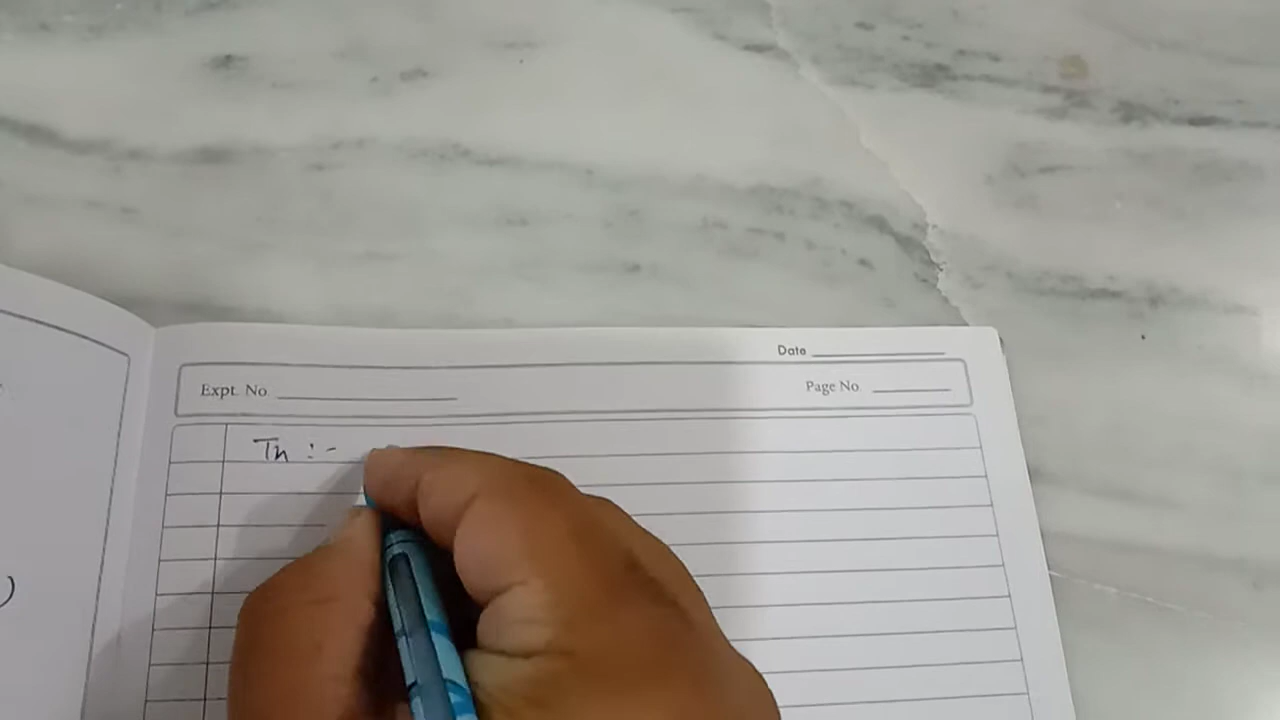 Date
Expt. No.
Page No.
Tn :-